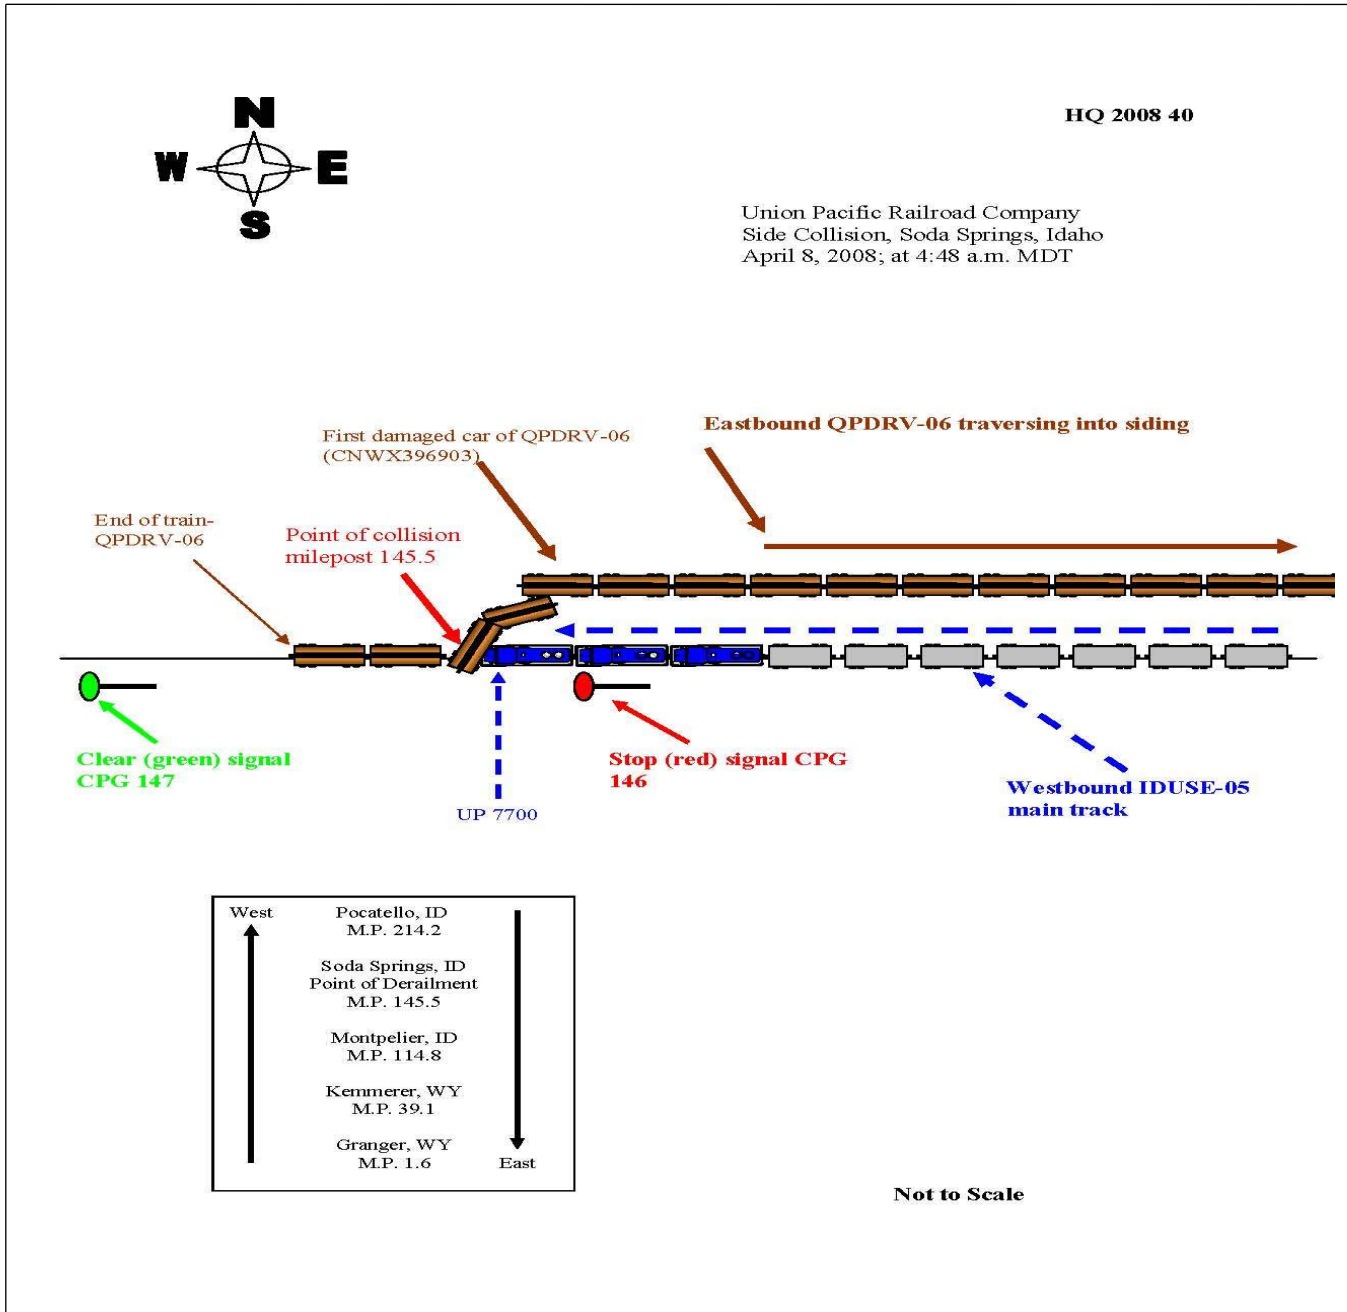 N
W E
S
HQ 2008 40
Union Pacific Railroad Company
Side Collision, Soda Springs, Idaho
April 8, 2008; at 4:48 a.m. MDT
First damaged car of QPDRV-06
(CNWX396903)
Eastbound QPDRV-06 traversing into siding
End of train-
QPDRV-06
Point of collision
milepost 145.5
Clear (green) signal
CPG 147
UP 7700
Stop (red) signal CPG
146
Westbound IDUSE-05
main track
West
Pocatello, ID
M.P. 214.2
Soda Springs, ID
Point of Derailment
M.P. 145.5
Montpelier, ID
M.P. 114.8
Kemmerer, WY
M.P. 39.1
Granger, WY
M.P. 1.6
East
Not to Scale